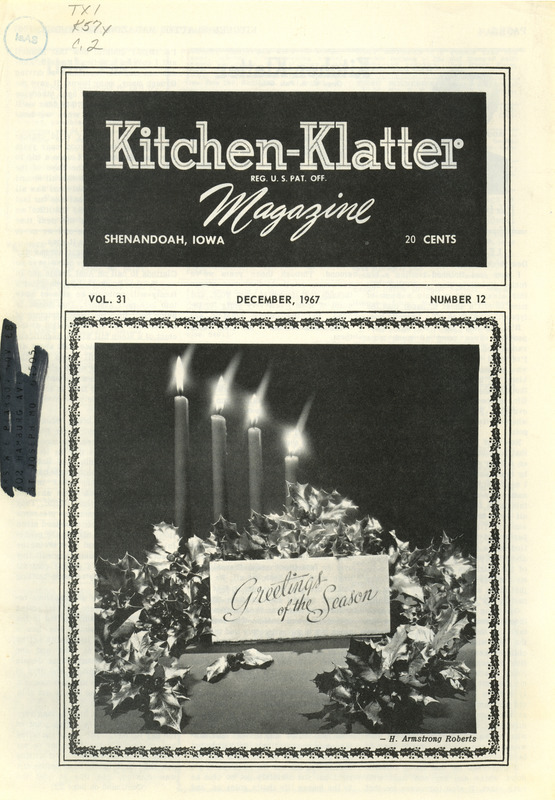 TX1
K57y
C.2
Kitchen-Klatter
REG. U. S. PAT. OFF.
Magazine
SHENANDOAH, IOWA 20 CENTS
VOL. 31 DECEMBER, 1967 NUMBER 12
Greetings
of the Season
— H. Armstrong Roberts